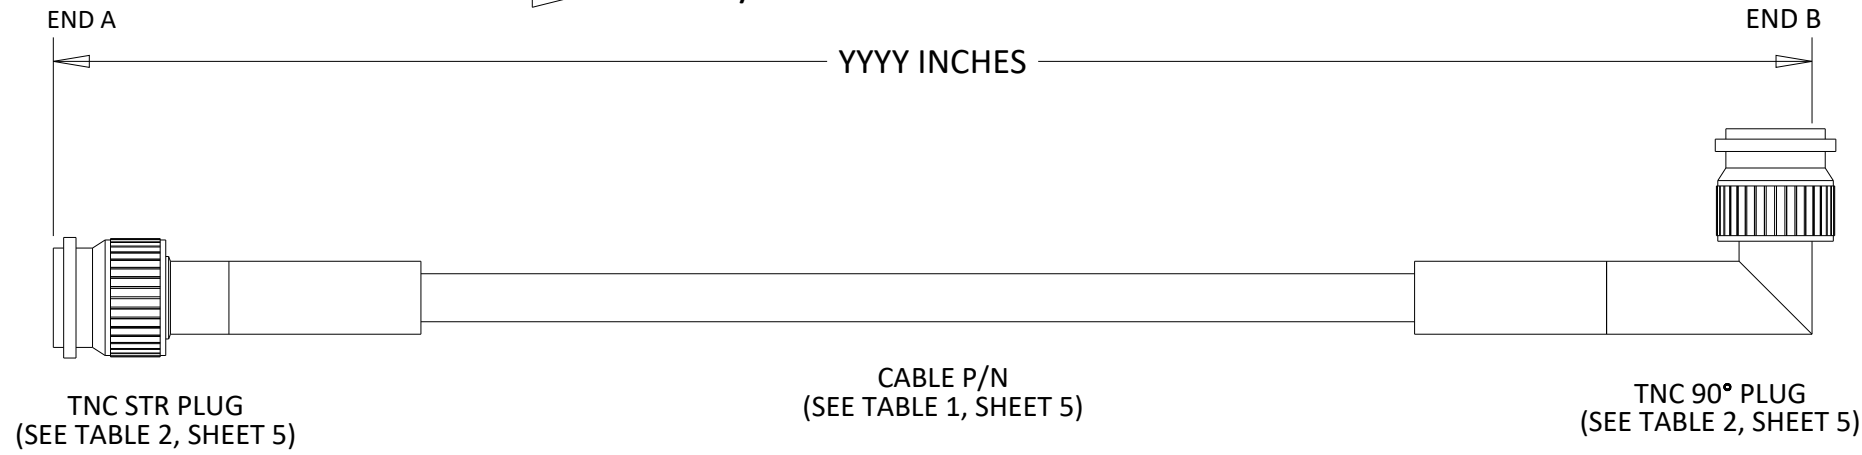 END A
END B
YYYY INCHES
CABLE P/N
(SEE TABLE 1, SHEET 5)
TNC STR PLUG
(SEE TABLE 2, SHEET 5)
TNC 90° PLUG
(SEE TABLE 2, SHEET 5)